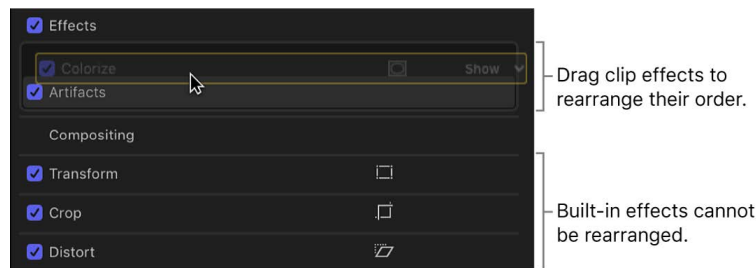 Effects
Colorize Show
Artifacts
Compositing
Transform
Crop
Distort
Drag clip effects to
rearrange their order.
Built-in effects cannot
be rearranged.